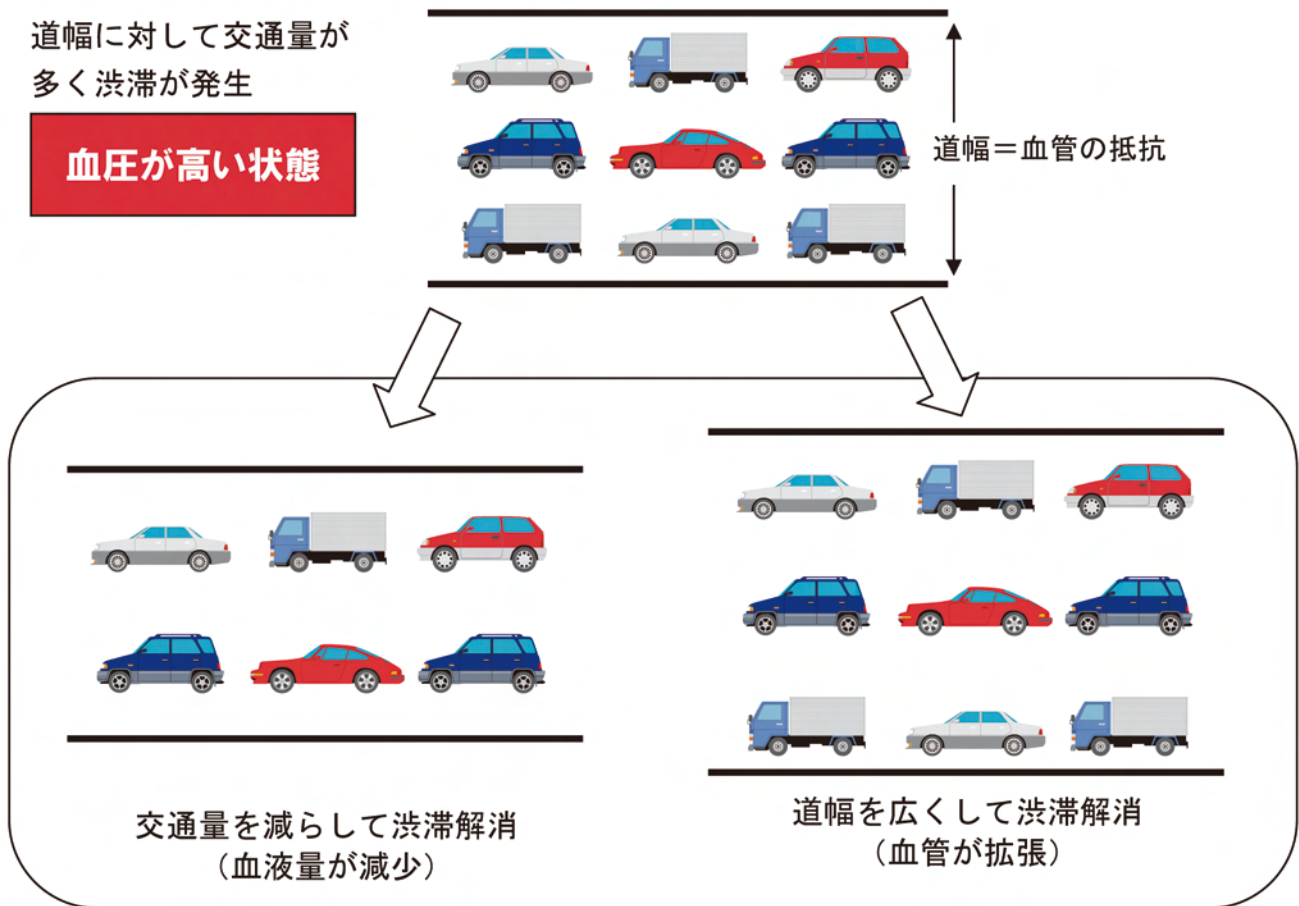 道幅に対して交通量が
多く渋滞が発生
血圧が高い状態
道幅＝血管の抵抗
交通量を減らして渋滞解消
（血液量が減少）
道幅を広くして渋滞解消
（血管が拡張）